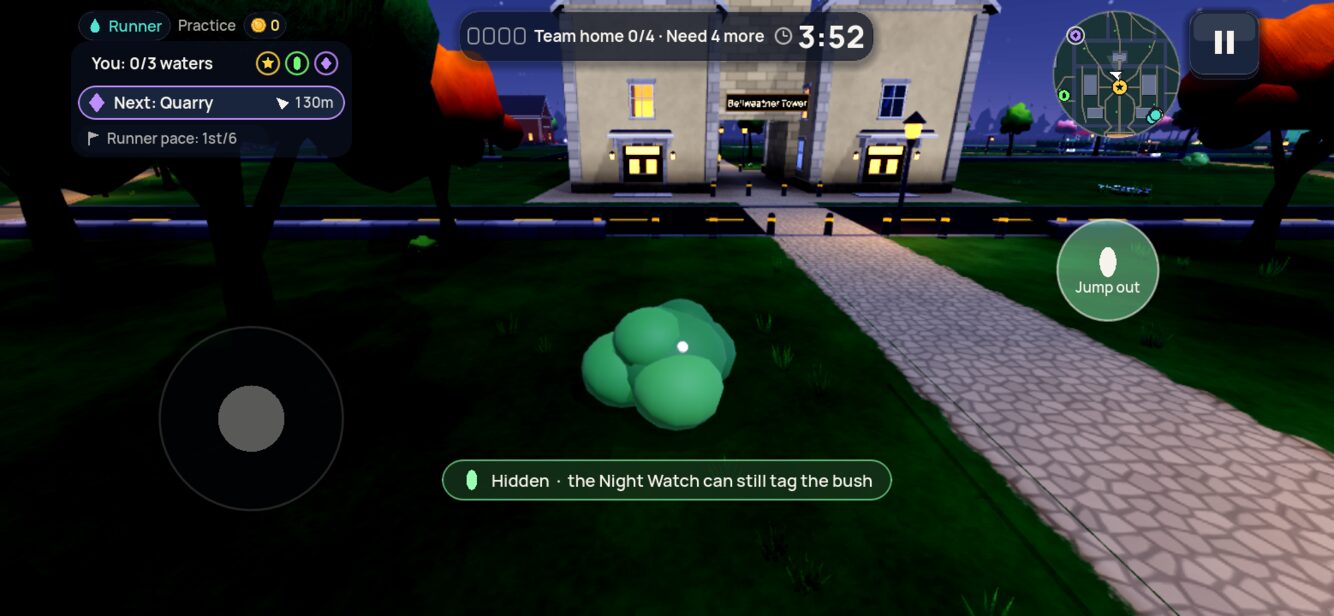 Runner Practice 0
Team home 0/4 · Need 4 more 3:52
You: 0/3 waters
Next: Quarry 130m
Runner pace: 1st/6
Bellweather Tower
Jump out
Hidden · the Night Watch can still tag the bush